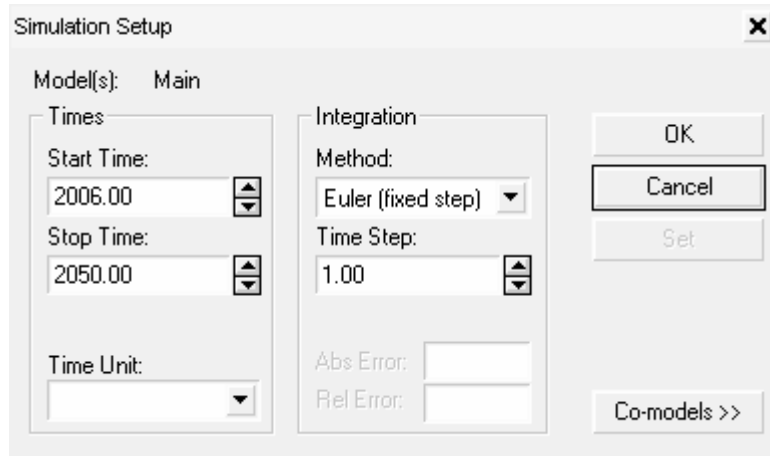 Simulation Setup
Model(s): Main
Times
Start Time:
2006.00
Stop Time:
2050.00
Time Unit:
Integration
Method:
Euler (fixed step)
Time Step:
1.00
Abs Error:
Rel Error:
OK
Cancel
Set
Co-models >>